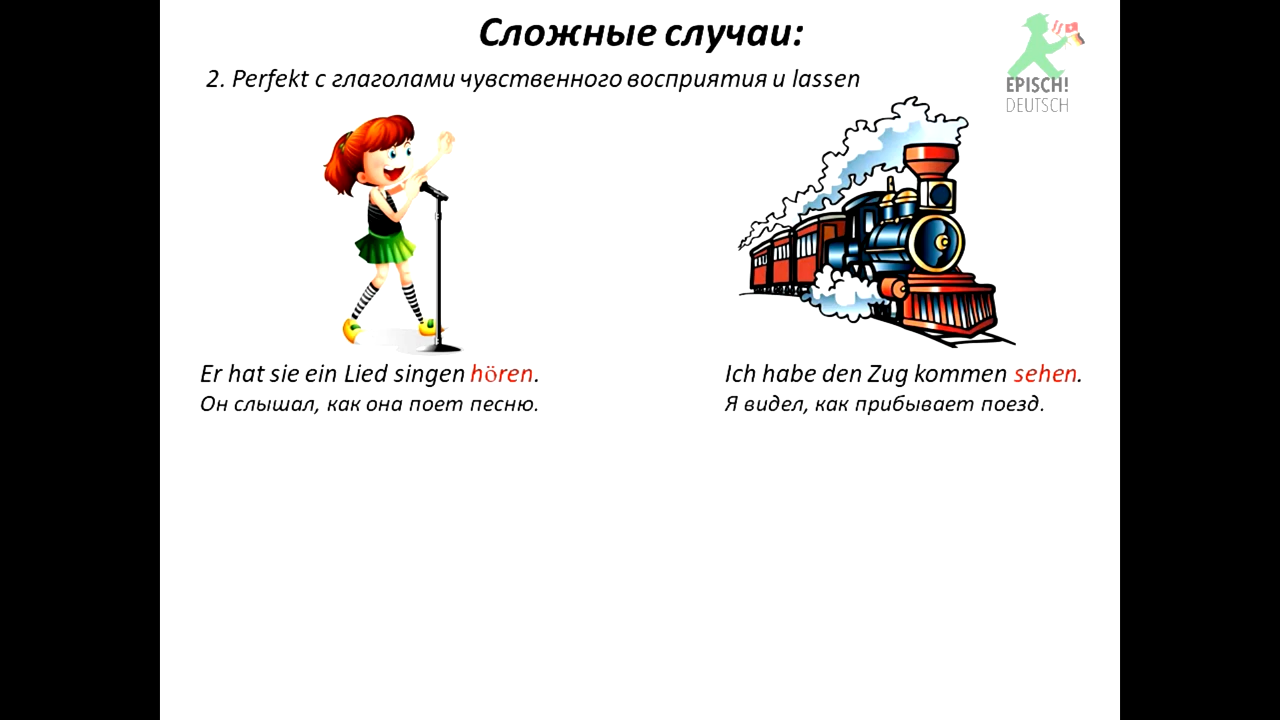 Сложные случаи:
2. Perfekt с глаголами чувственного восприятия и lassen
EPISCH!
DEUTSCH
Er hat sie ein Lied singen hören.
Он слышал, как она поет песню.
Ich habe den Zug kommen sehen.
Я видел, как прибывает поезд.